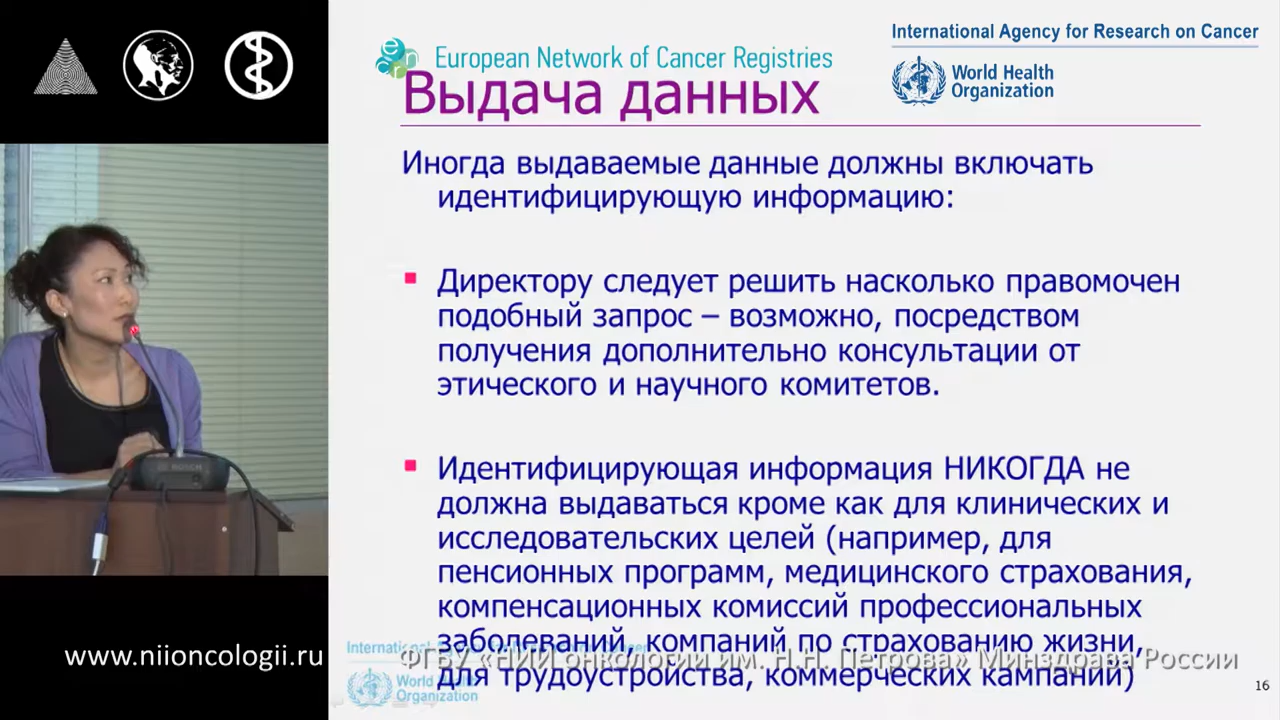 European Network of Cancer Registries
International Agency for Research on Cancer
World Health
Organization
Выдача данных
Иногда выдаваемые данные должны включать
идентифицирующую информацию:
Директору следует решить насколько правомочен
подобный запрос – возможно, посредством
получения дополнительно консультации от
этического и научного комитетов.
Идентифицирующая информация НИКОГДА не
должна выдаваться кроме как для клинических и
исследовательских целей (например, для
пенсионных программ, медицинского страхования,
компенсационных комиссий профессиональных
заболеваний, компаний по страхованию жизни,
для трудоустройства, коммерческих кампаний)
www.niioncologii.ru
ФГБУ «НИИ онкологии им. Н.Н. Петрова» Минздрава России
World Health
Organization
16
BOSCH